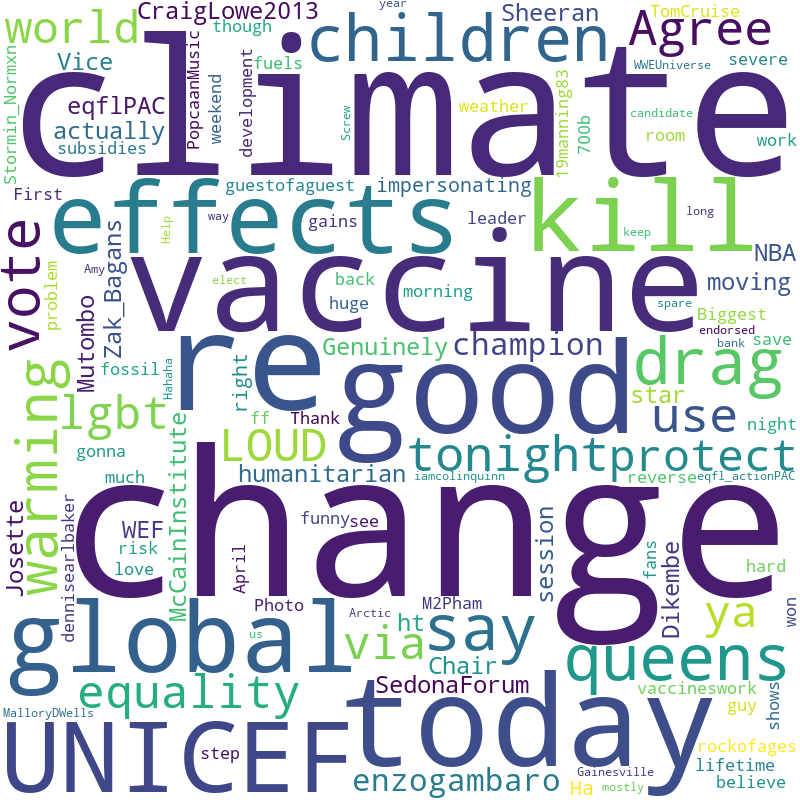 year
CraigLowe2013
Sheeran
TomCruise
world
though
children
Agree
climate
Vice
fuels
PopcaanMusic
weekend
development
WWEUniverse
severe
Stormin_Normxn
eqflPAC
weather
19manning83
700b
candidate
actually
Screw
room
work
subsidies
First
guestofaguest
impersonating
effects
kill
way
Help
gains
leader
long
keep
vote
vaccine
NBA
Amy
Zak_Bagans
elect
back
moving
problem
huge
morning
spare
Biggest
Mutombo
endorsed
re
good
Genuinely
champion
bank
save
drag
fossil
Hahaha
right
star
warming
lgbt
ff
Thank
use
night
LOUD
tonight
protect
gonna
McCainInstitute
humanitarian
iamcolinquinn
reverse
eqfl_actionPAC
much
change
Josette
WEF
funny
see
session
risk
fans
love
April
hard
dennisearlbaker
Dikembe
global
Photo
Arctic
M2Pham
ya
won
say
us
via
ht
Chair
queens
equality
SedonaForum
vaccineswork
MalloryDWells
guy
shows
UNICEF
today
step
rockofages
enzogambaro
Gainesville
lifetime
Ha
mostly
believe